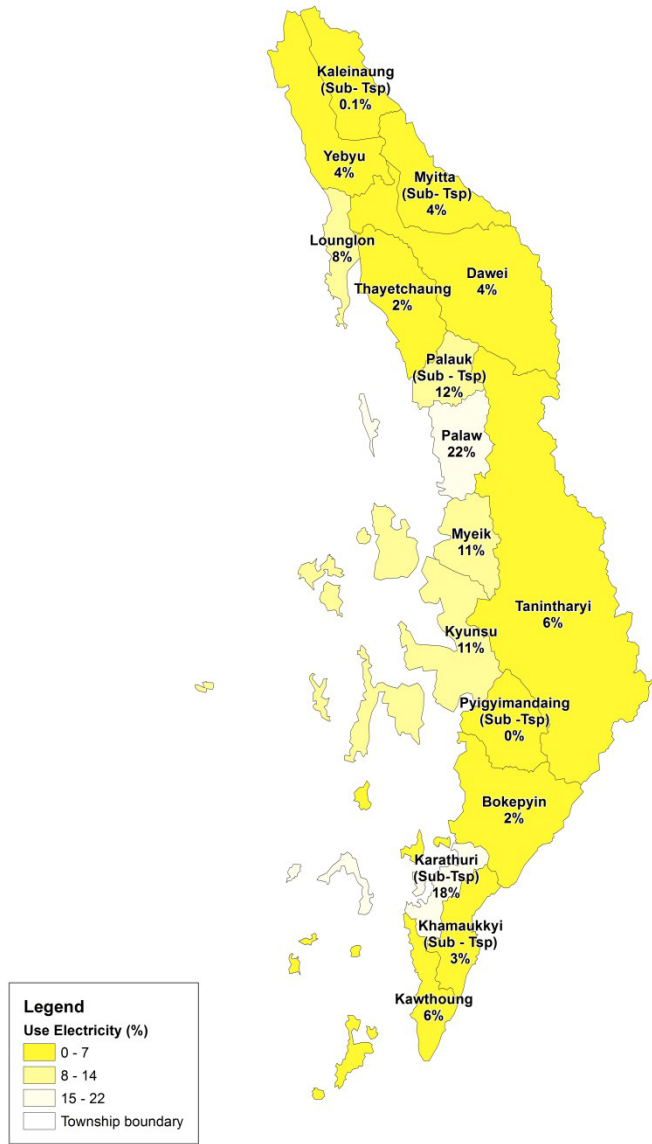 Kaleinaung
(Sub- Tsp)
0.1%
Yebyu
4%
Myitta
(Sub- Tsp)
4%
Lounglon
8%
Dawei
4%
Thayetchaung
2%
Palauk
(Sub - Tsp)
12%
Palaw
22%
Myeik
11%
Tanintharyi
6%
Kyunsu
11%
Pyigyimandaing
(Sub -Tsp)
0%
Bokepyin
2%
Karathuri
(Sub-Tsp)
18%
Khamaukkyi
(Sub - Tsp)
3%
Kawthoung
6%
Legend
Use Electricity (%)
0 - 7
8 - 14
15 - 22
Township boundary